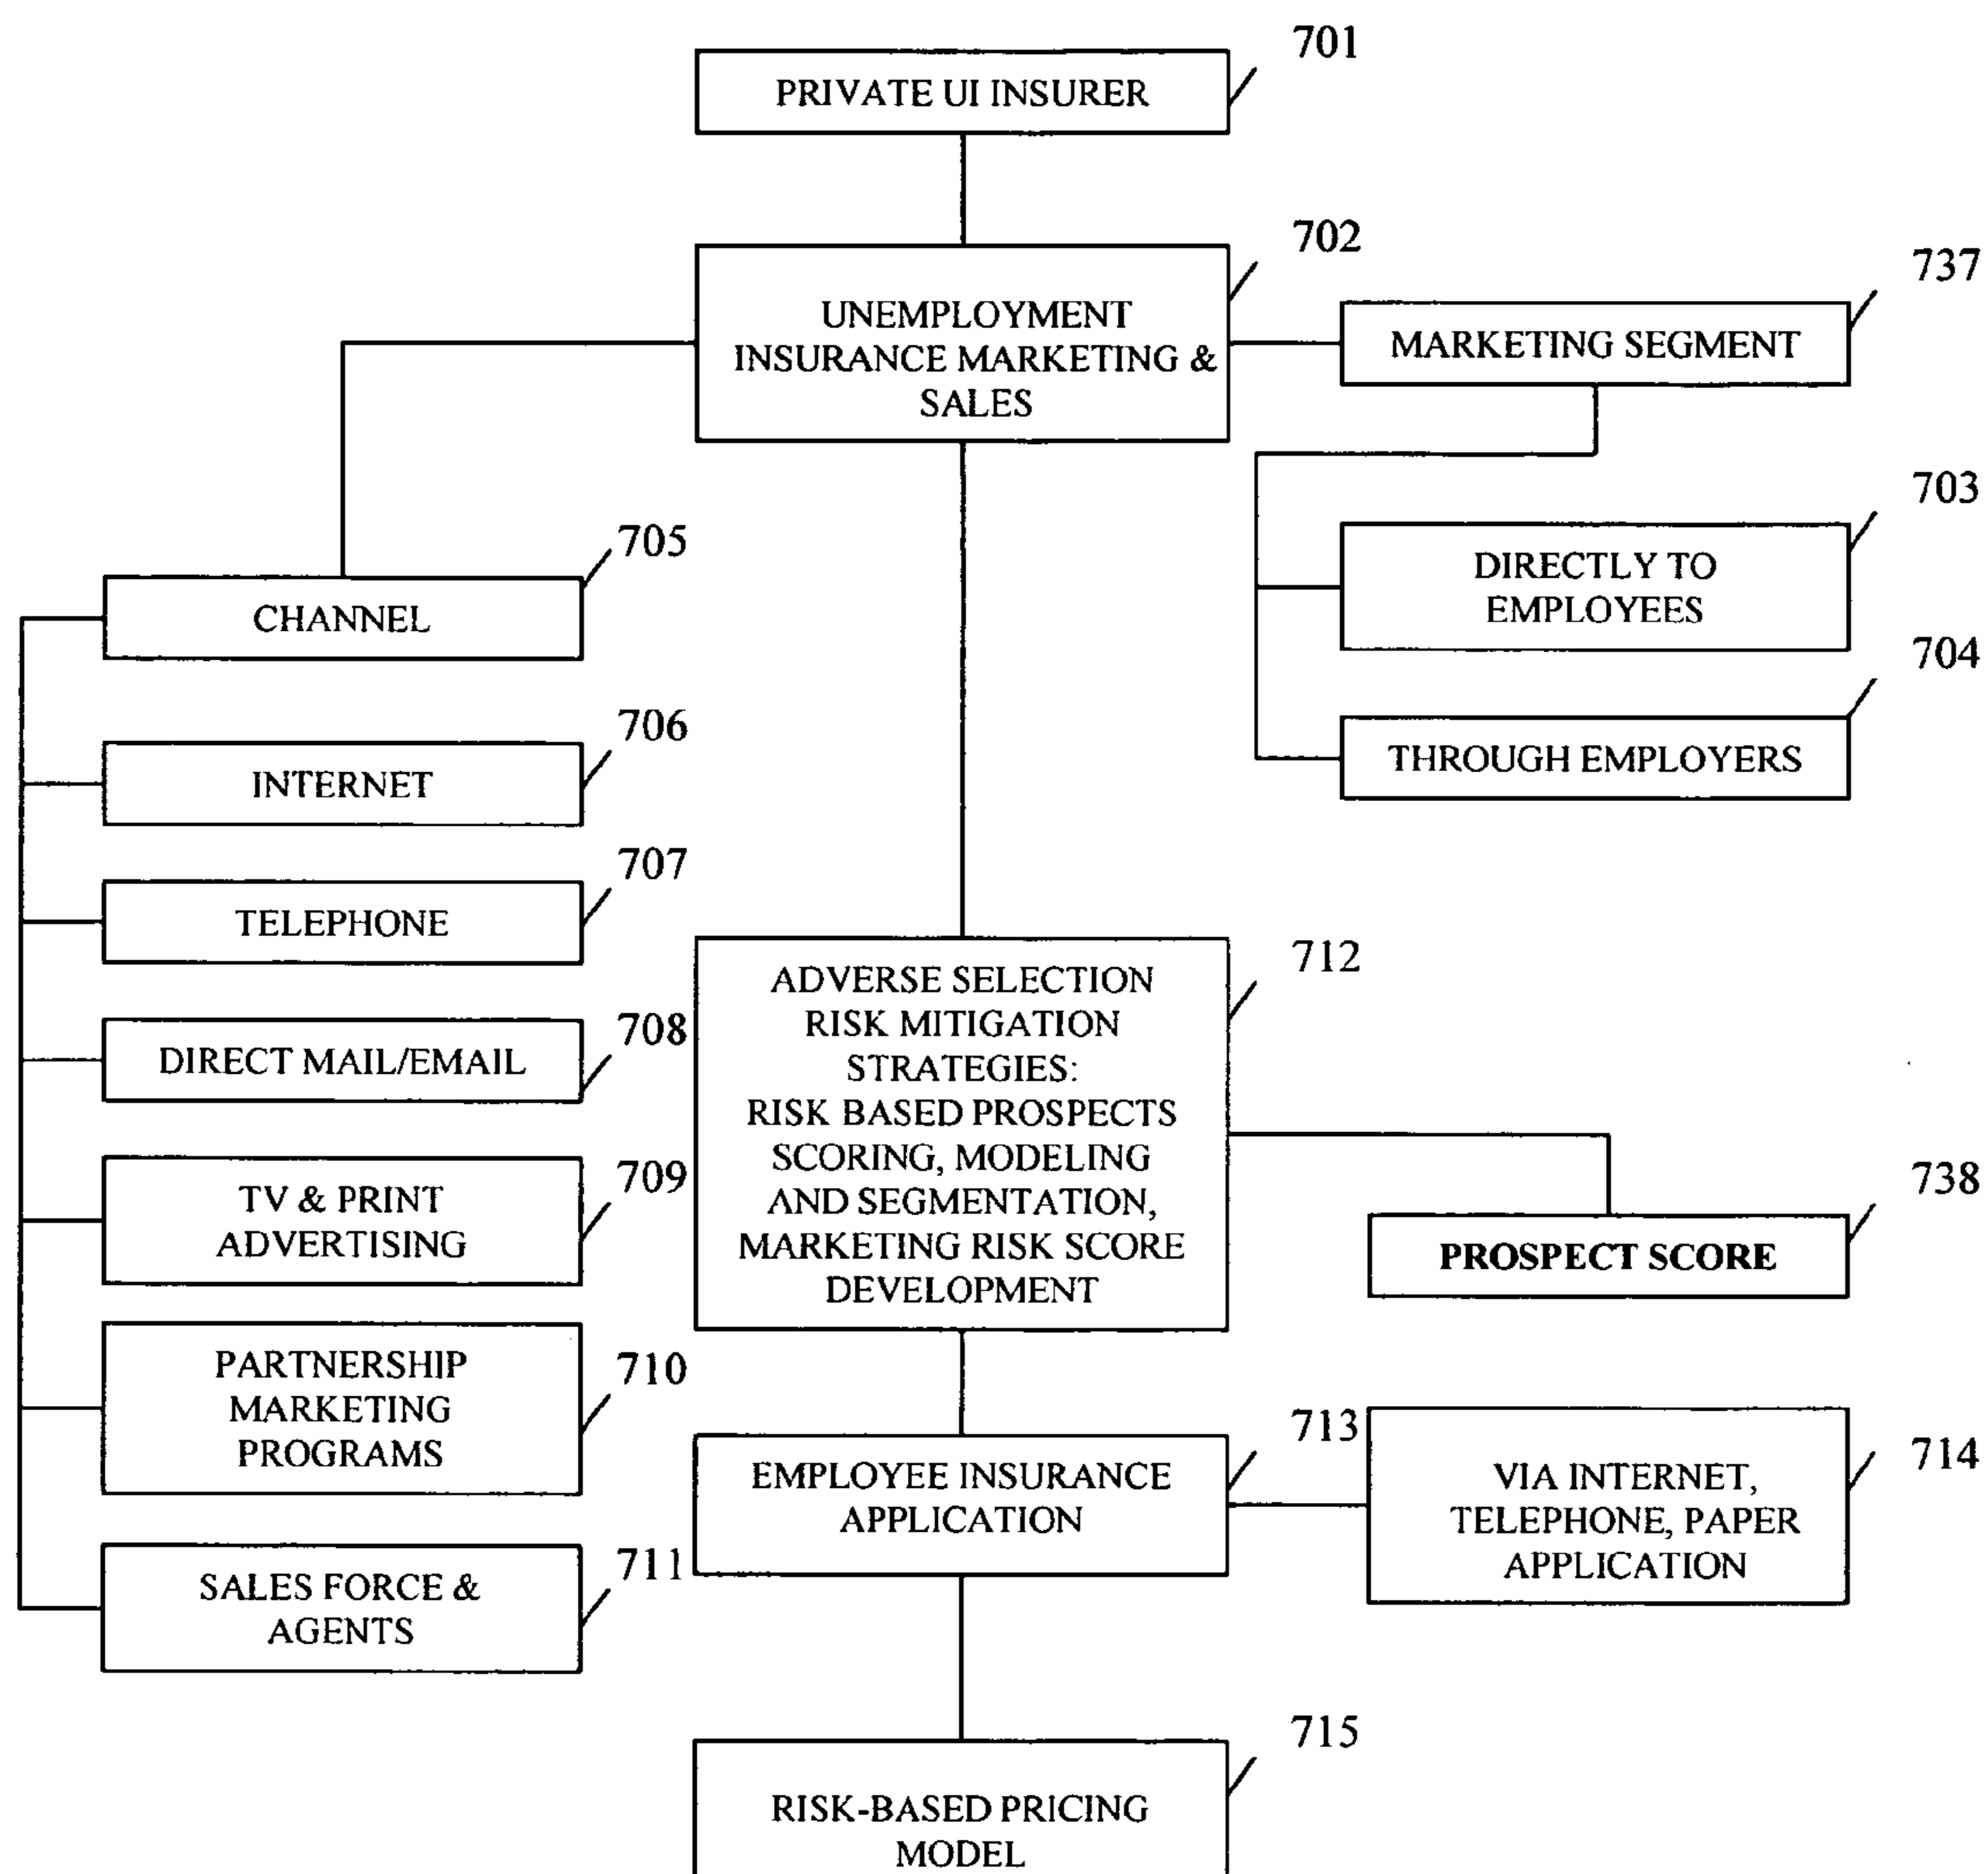 701
PRIVATE UI INSURER
702
UNEMPLOYMENT
INSURANCE MARKETING &
SALES
737
MARKETING SEGMENT
703
DIRECTLY TO
EMPLOYEES
704
THROUGH EMPLOYERS
705
CHANNEL
706
INTERNET
707
TELEPHONE
708
DIRECT MAIL/EMAIL
709
TV & PRINT
ADVERTISING
710
PARTNERSHIP
MARKETING
PROGRAMS
711
SALES FORCE &
AGENTS
712
ADVERSE SELECTION
RISK MITIGATION
STRATEGIES:
RISK BASED PROSPECTS
SCORING, MODELING
AND SEGMENTATION,
MARKETING RISK SCORE
DEVELOPMENT
738
PROSPECT SCORE
713
EMPLOYEE INSURANCE
APPLICATION
714
VIA INTERNET,
TELEPHONE, PAPER
APPLICATION
715
RISK-BASED PRICING
MODEL